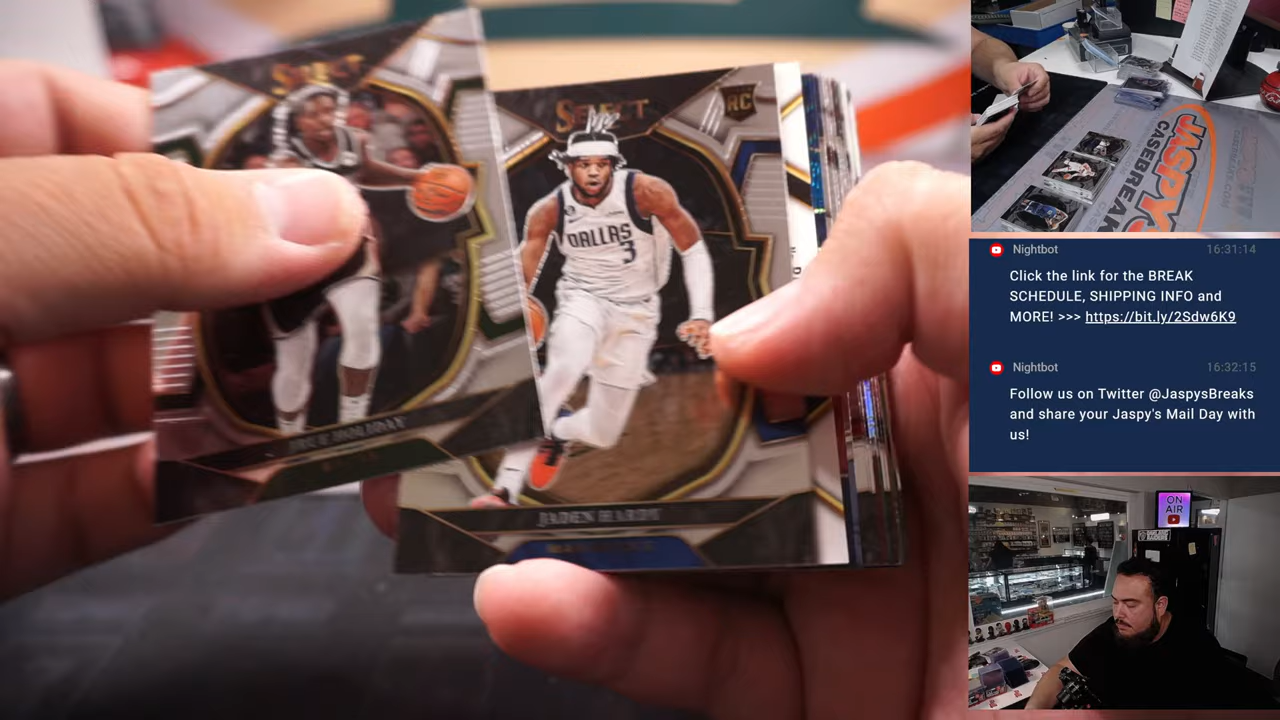 SELECT
SELECT
RC
DALLAS
3
JRUE HOLIDAY
JADEN HARDY
JASPY'S
CASEBREAKS
Nightbot 16:31:14
Click the link for the BREAK
SCHEDULE, SHIPPING INFO and
MORE! >>> https://bit.ly/2Sdw6K9
Nightbot 16:32:15
Follow us on Twitter @JaspysBreaks
and share your Jaspy's Mail Day with
us!
ON
AIR